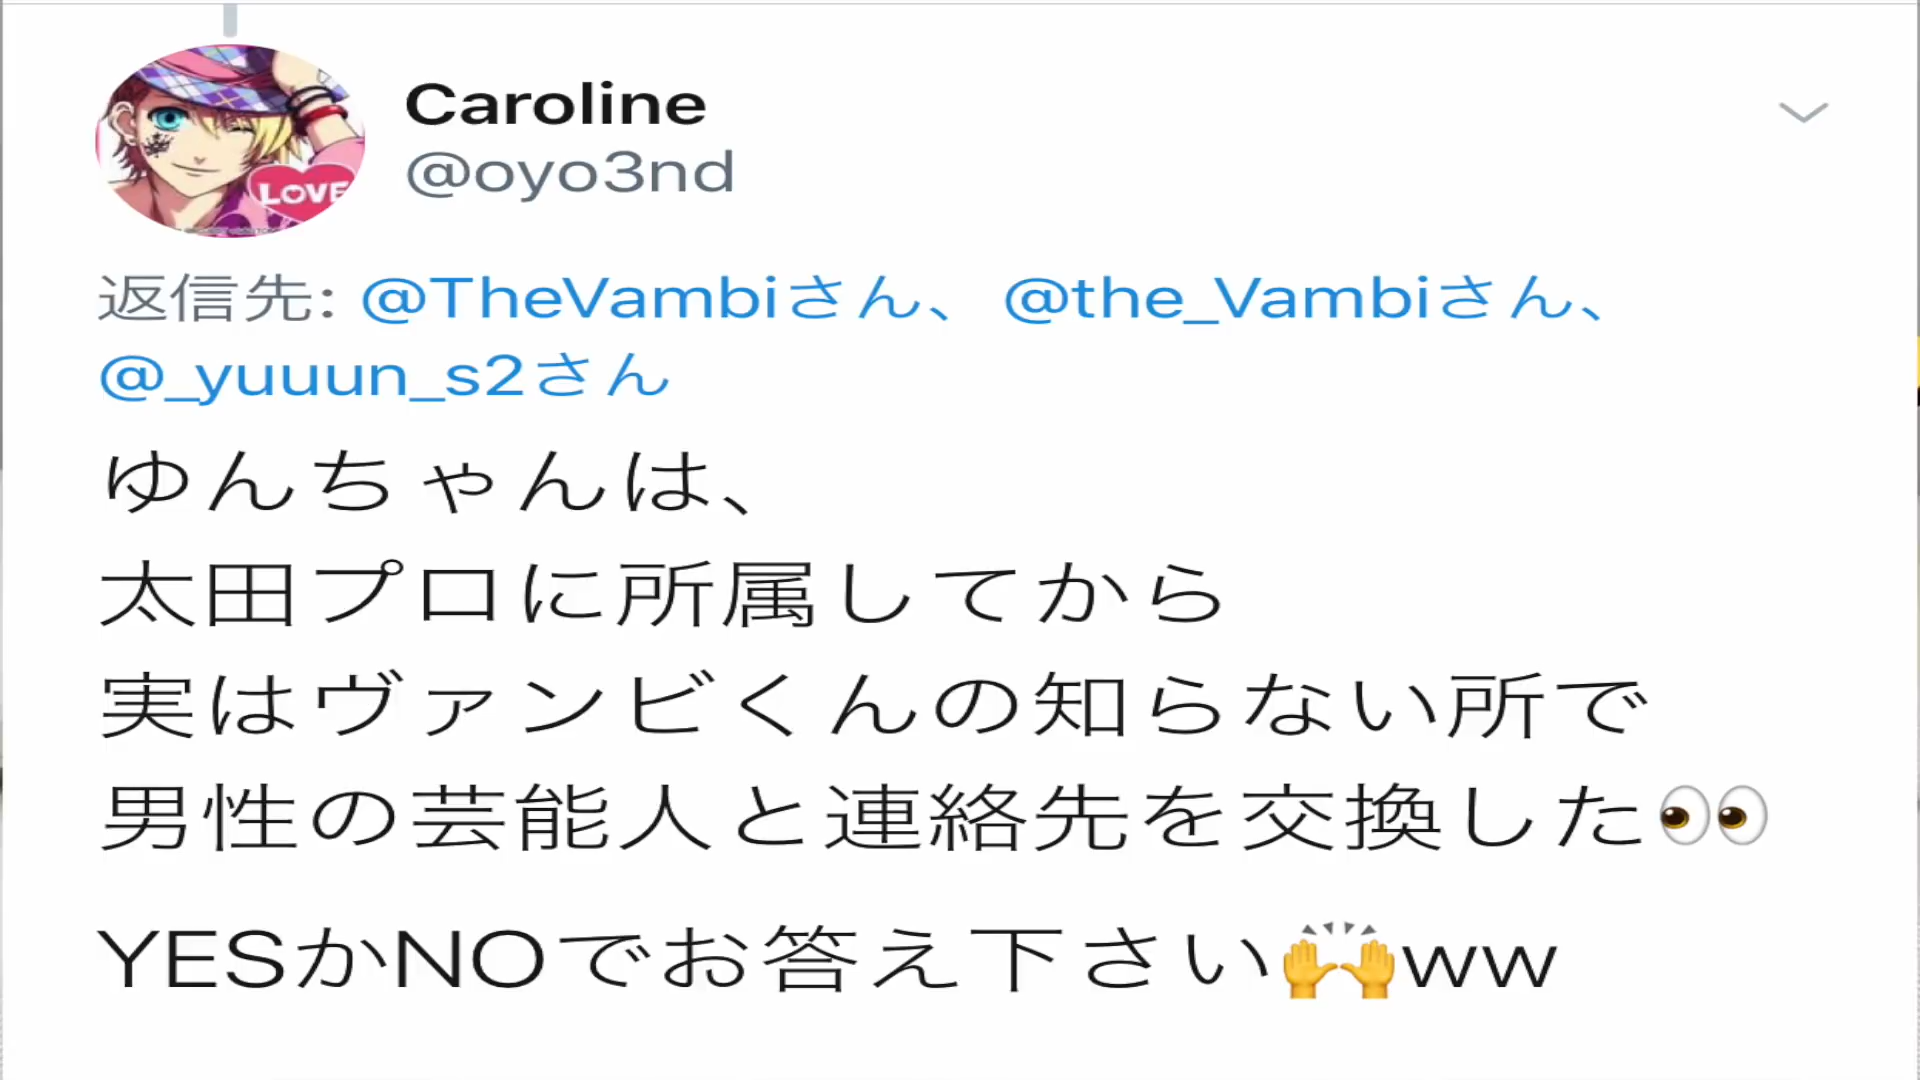 LOVE
Caroline
@oyo3nd
返信先: @TheVambiさん、 @the_Vambiさん、
@_yuuun_s2さん
ゆんちゃんは、
太田プロに所属してから
実はヴァンビくんの知らない所で
男性の芸能人と連絡先を交換した👀
YESかNOでお答え下さい🙌ww